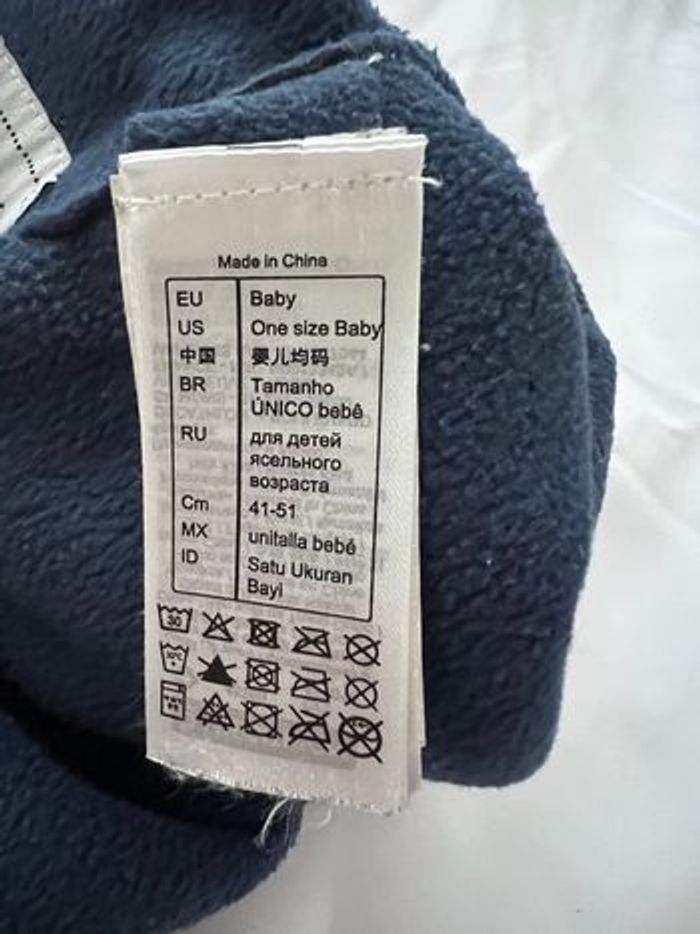 Made in China
EU Baby
US One size Baby
中国 婴儿均码
BR Tamanho
ÚNICO bebê
RU для детей
ясельного
возраста
Cm 41-51
MX unitalla bebé
ID Satu Ukuran
Bayi
30
30°C